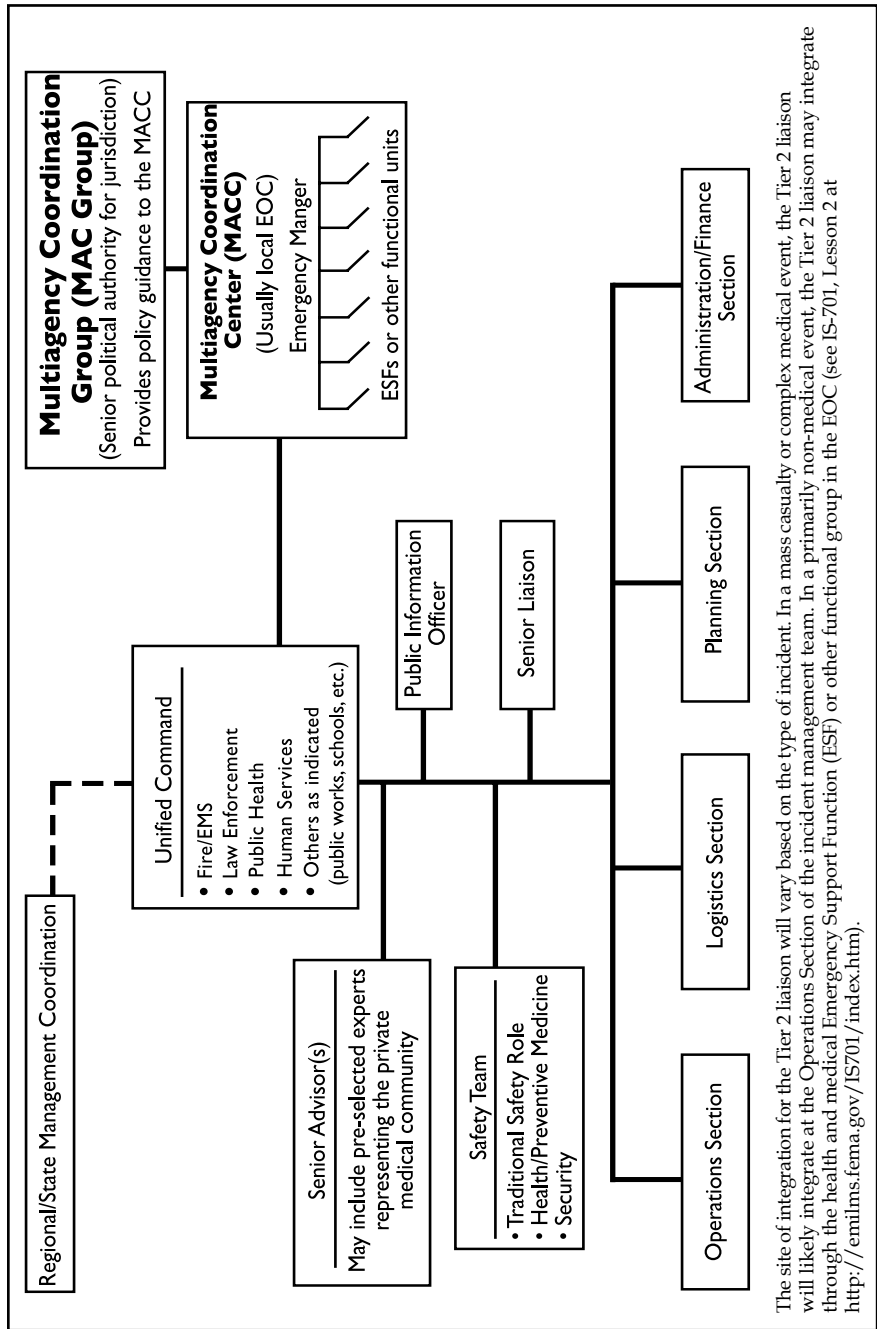 Regional/State Management Coordination
Multiagency Coordination
Group (MAC Group)
(Senior political authority for jurisdiction)
Provides policy guidance to the MACC
Multiagency Coordination
Center (MACC)
(Usually local EOC)
Emergency Manger
ESFs or other functional units
Unified Command
• Fire/EMS
• Law Enforcement
• Public Health
• Human Services
• Others as indicated
(public works, schools, etc.)
Senior Advisor(s)
May include pre-selected experts
representing the private
medical community
Public Information
Officer
Safety Team
• Traditional Safety Role
• Health/Preventive Medicine
• Security
Senior Liaison
Operations Section
Logistics Section
Planning Section
Administration/Finance
Section
The site of integration for the Tier 2 liaison will vary based on the type of incident. In a mass casualty or complex medical event, the Tier 2 liaison
will likely integrate at the Operations Section of the incident management team. In a primarily non-medical event, the Tier 2 liaison may integrate
through the health and medical Emergency Support Function (ESF) or other functional group in the EOC (see IS-701, Lesson 2 at
http://emilms.fema.gov/IS701/index.htm).